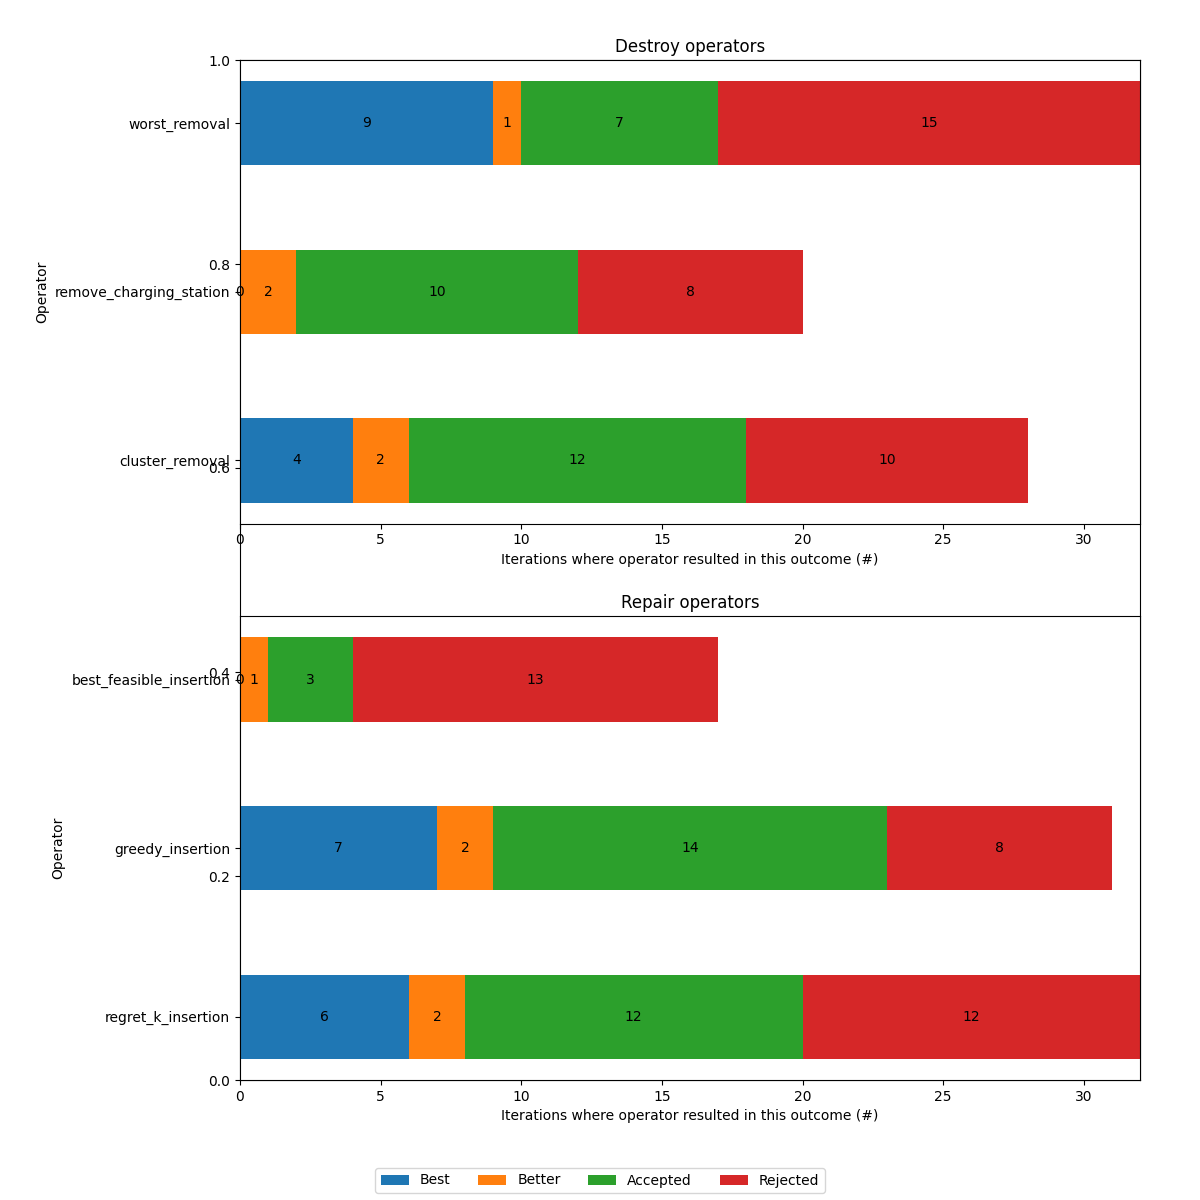 Destroy operators
1.0
worst_removal 9 1 7 15
0.8
Operator
remove_charging_station 0 2 10 8
cluster_removal 4 2 12 10
0.6
0 5 10 15 20 25 30
Iterations where operator resulted in this outcome (#)
Repair operators
0.4
best_feasible_insertion 0 1 3 13
Operator
greedy_insertion 7 2 14 8
0.2
regret_k_insertion 6 2 12 12
0.0
0 5 10 15 20 25 30
Iterations where operator resulted in this outcome (#)
Best Better Accepted Rejected